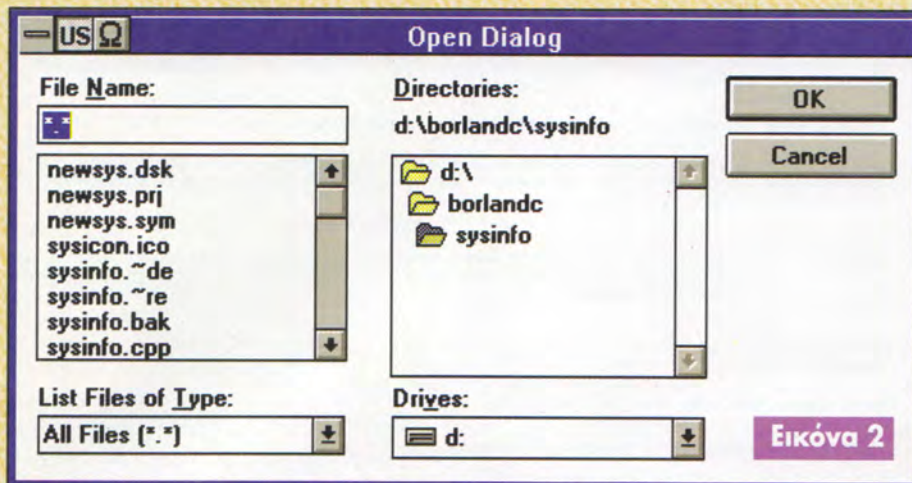 US Ω
Open Dialog
File Name:
*.*
newsys.dsk
newsys.prj
newsys.sym
sysicon.ico
sysinfo.~de
sysinfo.~re
sysinfo.bak
sysinfo.cpp
List Files of Type:
All Files (*.*)
Directories:
d:\borlandc\sysinfo
d:\
borlandc
sysinfo
Drives:
d:
OK
Cancel
Εικόνα 2